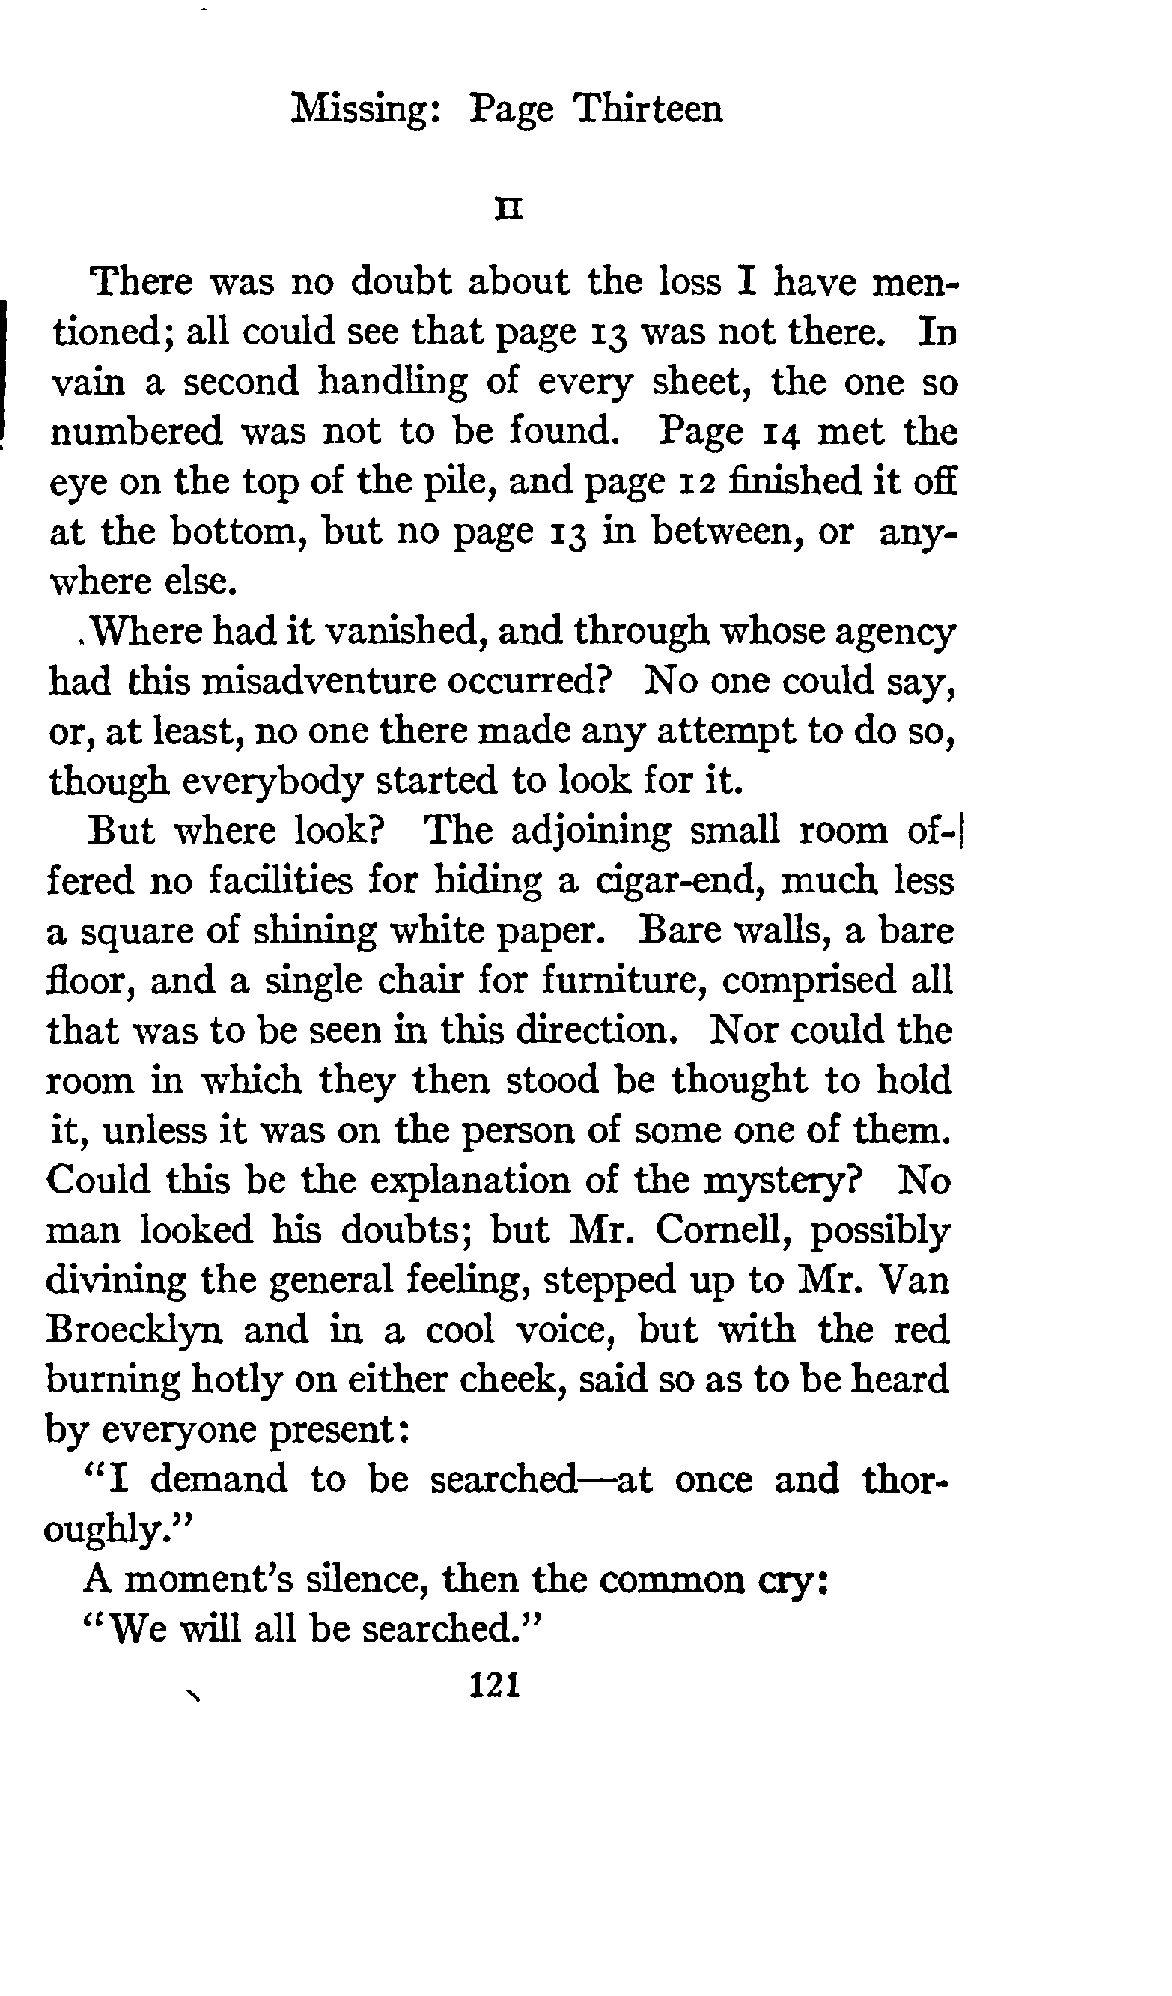 Missing: Page Thirteen
II
There was no doubt about the loss I have men-
tioned; all could see that page 13 was not there. In
vain a second handling of every sheet, the one so
numbered was not to be found. Page 14 met the
eye on the top of the pile, and page 12 finished it off
at the bottom, but no page 13 in between, or any-
where else.
Where had it vanished, and through whose agency
had this misadventure occurred? No one could say,
or, at least, no one there made any attempt to do so,
though everybody started to look for it.
But where look? The adjoining small room of-
fered no facilities for hiding a cigar-end, much less
a square of shining white paper. Bare walls, a bare
floor, and a single chair for furniture, comprised all
that was to be seen in this direction. Nor could the
room in which they then stood be thought to hold
it, unless it was on the person of some one of them.
Could this be the explanation of the mystery? No
man looked his doubts; but Mr. Cornell, possibly
divining the general feeling, stepped up to Mr. Van
Broecklyn and in a cool voice, but with the red
burning hotly on either cheek, said so as to be heard
by everyone present:
"I demand to be searched—at once and thor-
oughly."
A moment's silence, then the common cry:
"We will all be searched."
121